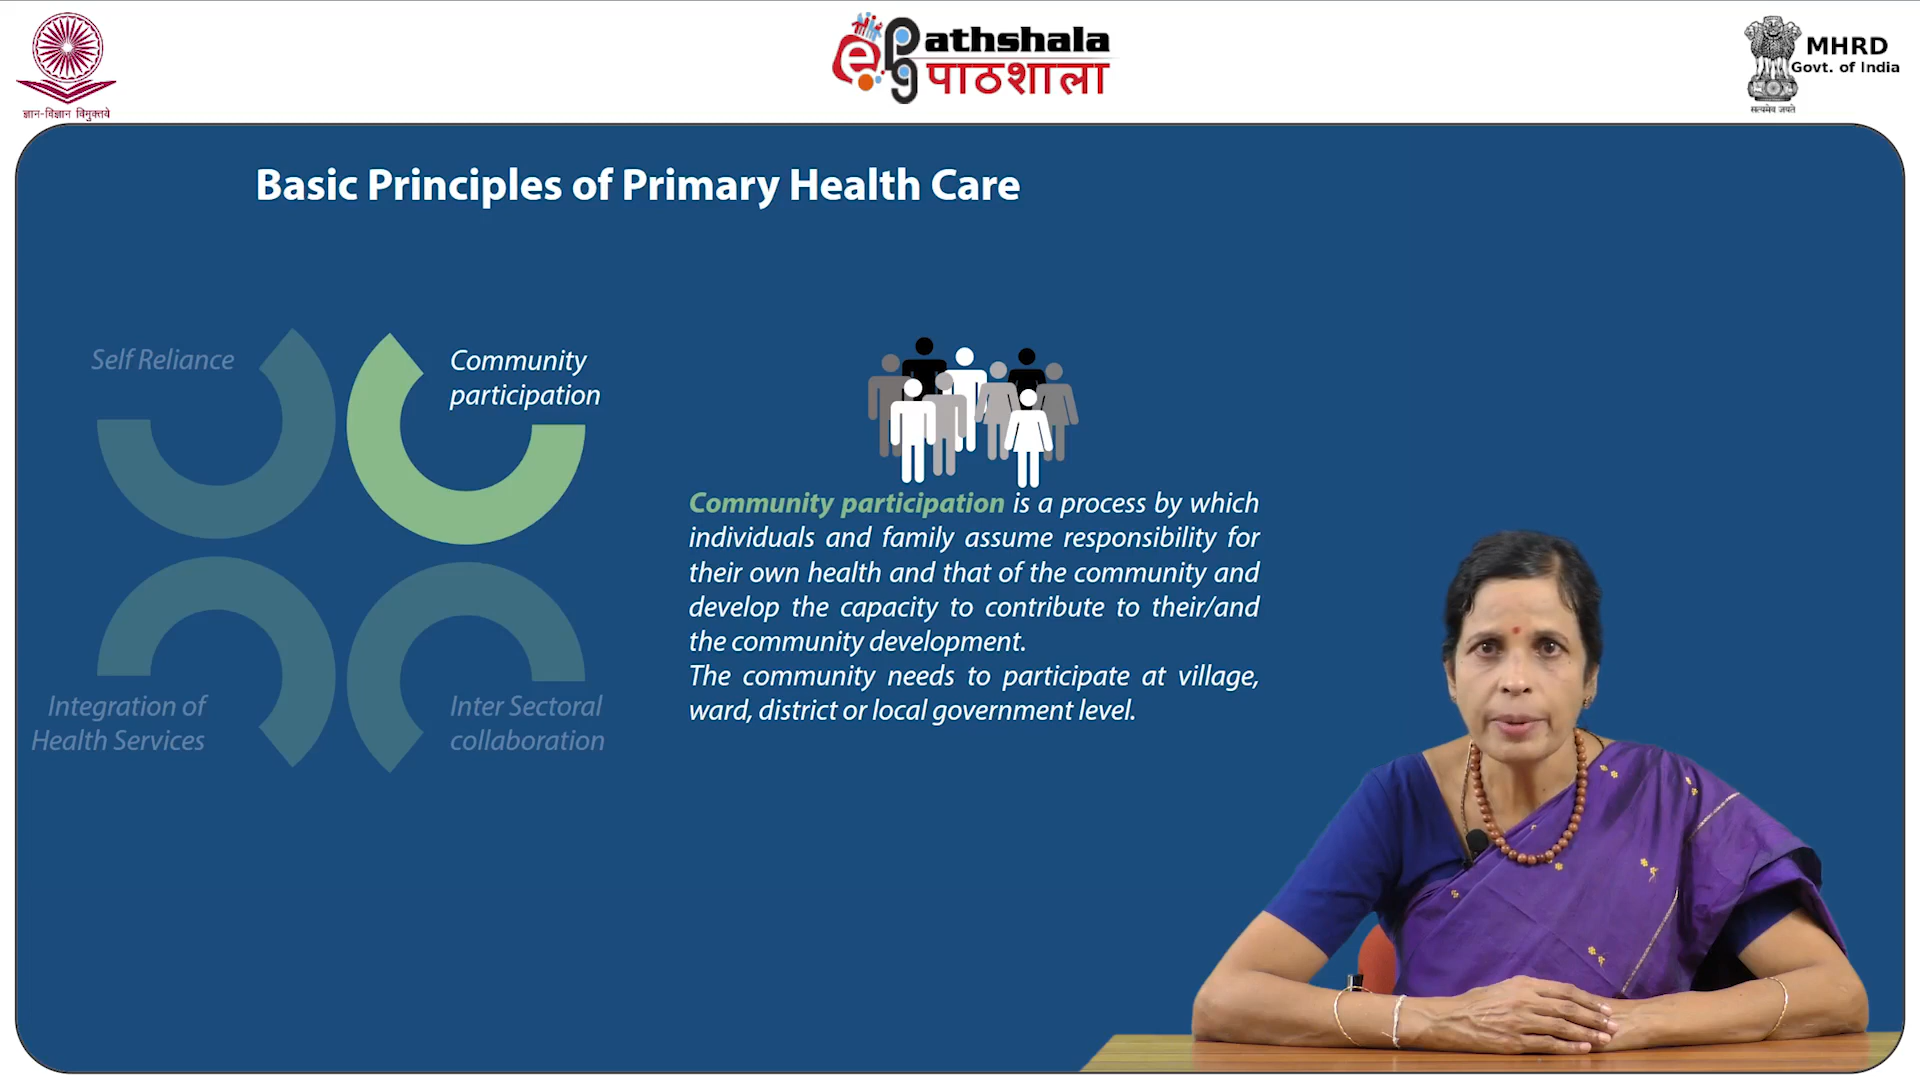 ज्ञान-विज्ञान विमुक्तये
ePG Pathshala
पाठशाला
MHRD
Govt. of India
सत्यमेव जयते
Basic Principles of Primary Health Care
Self Reliance
Community
participation
Integration of
Health Services
Inter Sectoral
collaboration
Community participation is a process by which
individuals and family assume responsibility for
their own health and that of the community and
develop the capacity to contribute to their/and
the community development.
The community needs to participate at village,
ward, district or local government level.